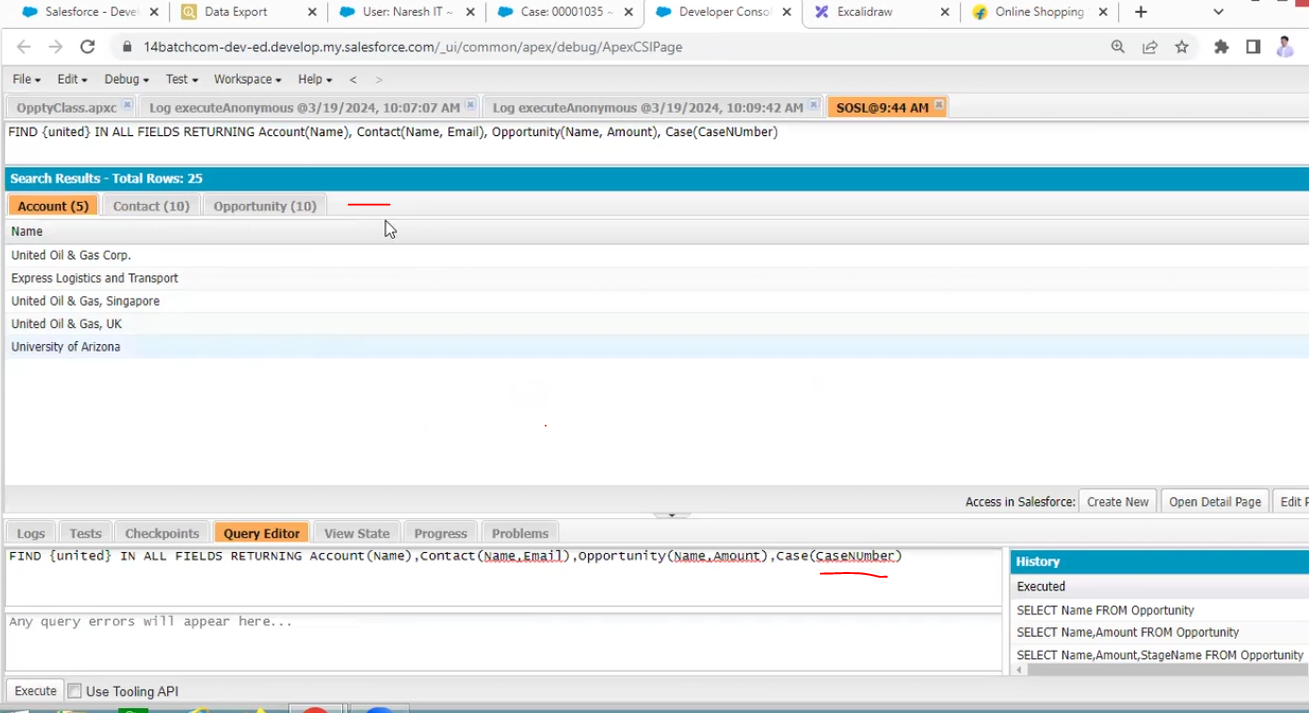 Salesforce - Devel
Data Export
User: Naresh IT ~
Case: 00001035 ~
Developer Consol
Excalidraw
Online Shopping
14batchcom-dev-ed.develop.my.salesforce.com/_ui/common/apex/debug/ApexCSIPage
File Edit Debug Test Workspace Help < >
OpptyClass.apxc Log executeAnonymous @3/19/2024, 10:07:07 AM Log executeAnonymous @3/19/2024, 10:09:42 AM SOSL@9:44 AM
FIND {united} IN ALL FIELDS RETURNING Account(Name), Contact(Name, Email), Opportunity(Name, Amount), Case(CaseNUmber)
Search Results - Total Rows: 25
Account (5) Contact (10) Opportunity (10)
Name
United Oil & Gas Corp.
Express Logistics and Transport
United Oil & Gas, Singapore
United Oil & Gas, UK
University of Arizona
Access in Salesforce: Create New Open Detail Page Edit
Logs Tests Checkpoints Query Editor View State Progress Problems
FIND {united} IN ALL FIELDS RETURNING Account(Name),Contact(Name,Email),Opportunity(Name,Amount),Case(CaseNUmber)
Any query errors will appear here...
History
Executed
SELECT Name FROM Opportunity
SELECT Name,Amount FROM Opportunity
SELECT Name,Amount,StageName FROM Opportunity
Execute Use Tooling API